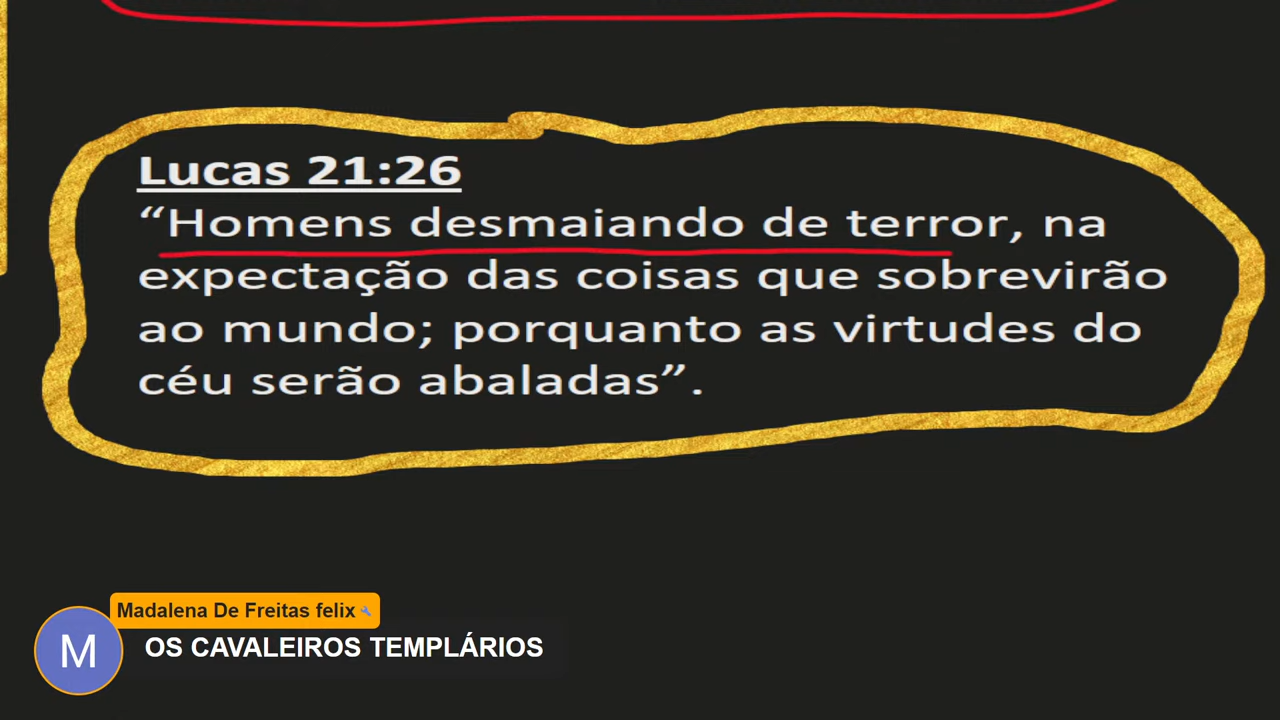 Lucas 21:26
“Homens desmaiando de terror, na
expectação das coisas que sobrevirão
ao mundo; porquanto as virtudes do
céu serão abaladas”.
Madalena De Freitas felix
M
OS CAVALEIROS TEMPLÁRIOS